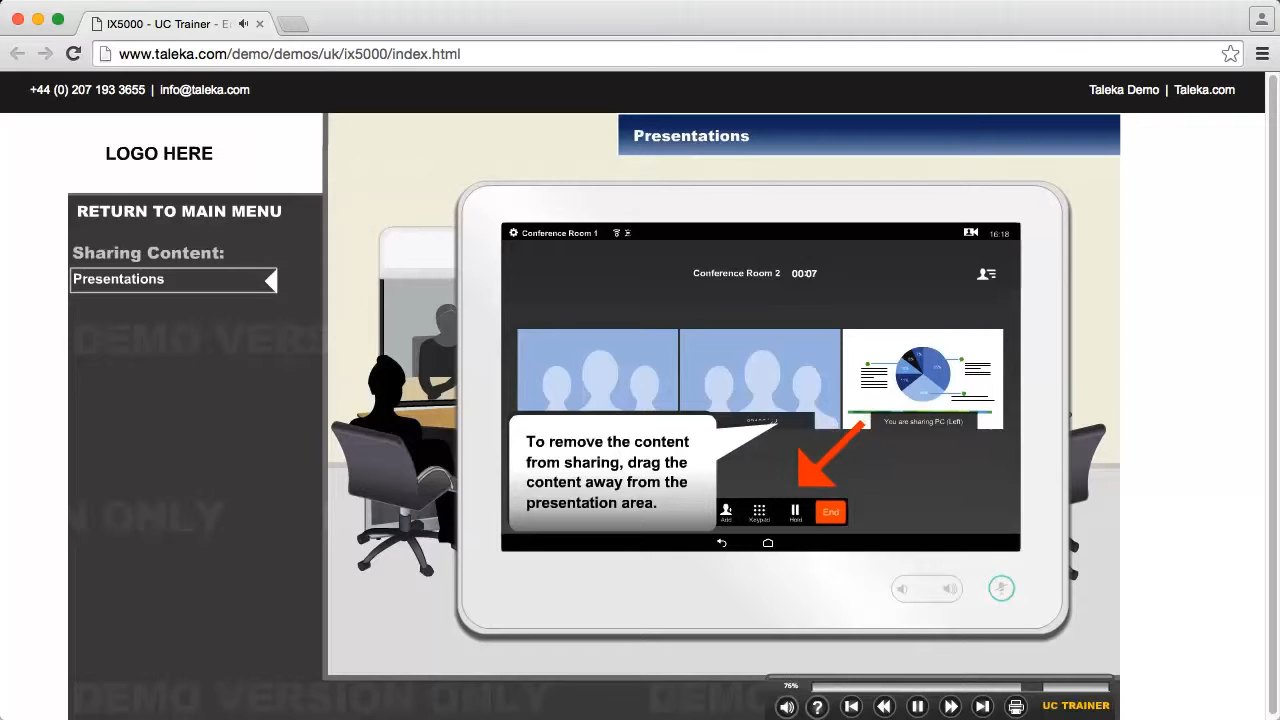 IX5000 - UC Trainer - E
www.taleka.com/demo/demos/uk/ix5000/index.html
+44 (0) 207 193 3655 | info@taleka.com
Taleka Demo | Taleka.com
LOGO HERE
Presentations
RETURN TO MAIN MENU
Sharing Content:
Presentations
DEMO VERS
N ONLY
DEMO VERSION ONLY
DEMO
Conference Room 1
16:18
Conference Room 2 00:07
You are sharing PC (Left)
To remove the content
from sharing, drag the
content away from the
presentation area.
Add
Keypad
Hold
End
76%
?
UC TRAINER